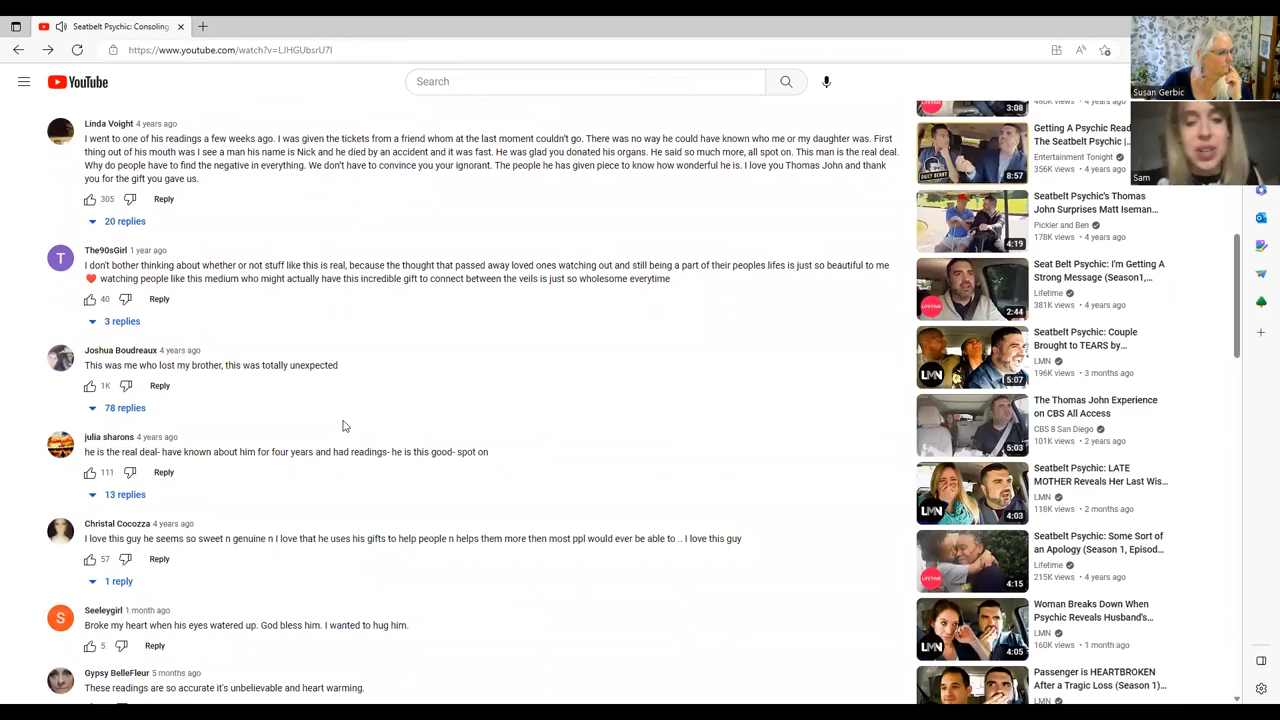 Seatbelt Psychic: Consoling
https://www.youtube.com/watch?v=LJHGUbsrU7I
YouTube
Search
Linda Voight 4 years ago
I went to one of his readings a few weeks ago. I was given the tickets from a friend whom at the last moment couldn't go. There was no way he could have known who me or my daughter was. First
thing out of his mouth was I see a man his name is Nick and he died by an accident and it was fast. He was glad you donated his organs. He said so much more, all spot on. This man is the real deal.
Why do people have to find the negative in everything. We don't have to convince you your ignorant. The people he has given piece to know how wonderful he is. I love you Thomas John and thank
you for the gift you gave us.
305 Reply
20 replies
The90sGirl 1 year ago
T
I don't bother thinking about whether or not stuff like this is real, because the thought that passed away loved ones watching out and still being a part of their peoples lifes is just so beautiful to me
❤️ watching people like this medium who might actually have this incredible gift to connect between the veils is just so wholesome everytime
40 Reply
3 replies
Joshua Boudreaux 4 years ago
This was me who lost my brother, this was totally unexpected
1K Reply
78 replies
julia sharons 4 years ago
he is the real deal- have known about him for four years and had readings- he is this good- spot on
111 Reply
13 replies
Christal Cocozza 4 years ago
I love this guy he seems so sweet n genuine n I love that he uses his gifts to help people n helps them more then most ppl would ever be able to .. I love this guy
57 Reply
1 reply
Seeleygirl 1 month ago
S
Broke my heart when his eyes watered up. God bless him. I wanted to hug him.
5 Reply
Gypsy BelleFleur 5 months ago
These readings are so accurate it's unbelievable and heart warming.
3:08
480K views • 4 years ago
Getting A Psychic Read
The Seatbelt Psychic |
Entertainment Tonight
356K views • 4 years ago
8:57
Seatbelt Psychic's Thomas
John Surprises Matt Iseman...
Pickler and Ben
178K views • 4 years ago
4:19
Seat Belt Psychic: I'm Getting A
Strong Message (Season1,...
Lifetime
381K views • 4 years ago
2:44
Seatbelt Psychic: Couple
Brought to TEARS by...
LMN
196K views • 3 months ago
LMN
5:07
The Thomas John Experience
on CBS All Access
CBS 8 San Diego
101K views • 2 years ago
5:03
Seatbelt Psychic: LATE
MOTHER Reveals Her Last Wis...
LMN
118K views • 2 months ago
LMN
4:03
Seatbelt Psychic: Some Sort of
an Apology (Season 1, Episod...
Lifetime
215K views • 4 years ago
4:15
Woman Breaks Down When
Psychic Reveals Husband's...
LMN
160K views • 1 month ago
LMN
4:05
Passenger is HEARTBROKEN
After a Tragic Loss (Season 1)...
LMN
LMN
Susan Gerbic
Sam